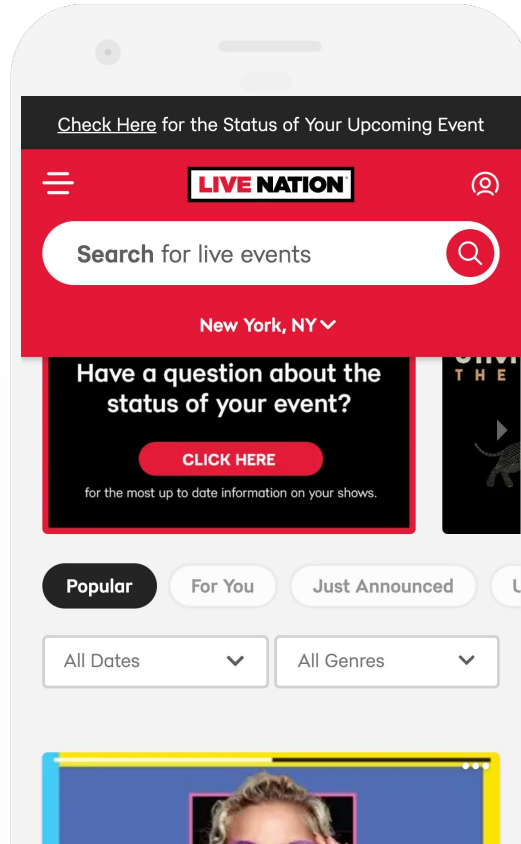 Check Here for the Status of Your Upcoming Event
LIVE NATION
Search for live events
New York, NY
Have a question about the
status of your event?
CLICK HERE
for the most up to date information on your shows.
THE
Popular
For You
Just Announced
All Dates
All Genres